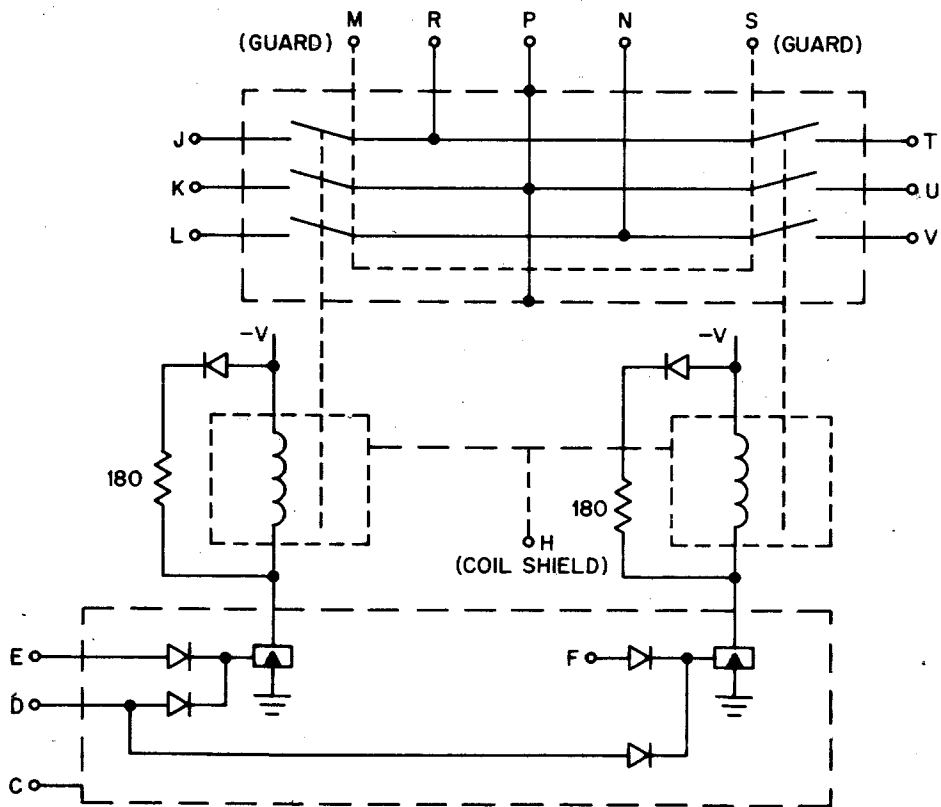 M R P N S
(GUARD) (GUARD)
J T
K U
L V
-V -V
180 180
H
(COIL SHIELD)
E F
D
C